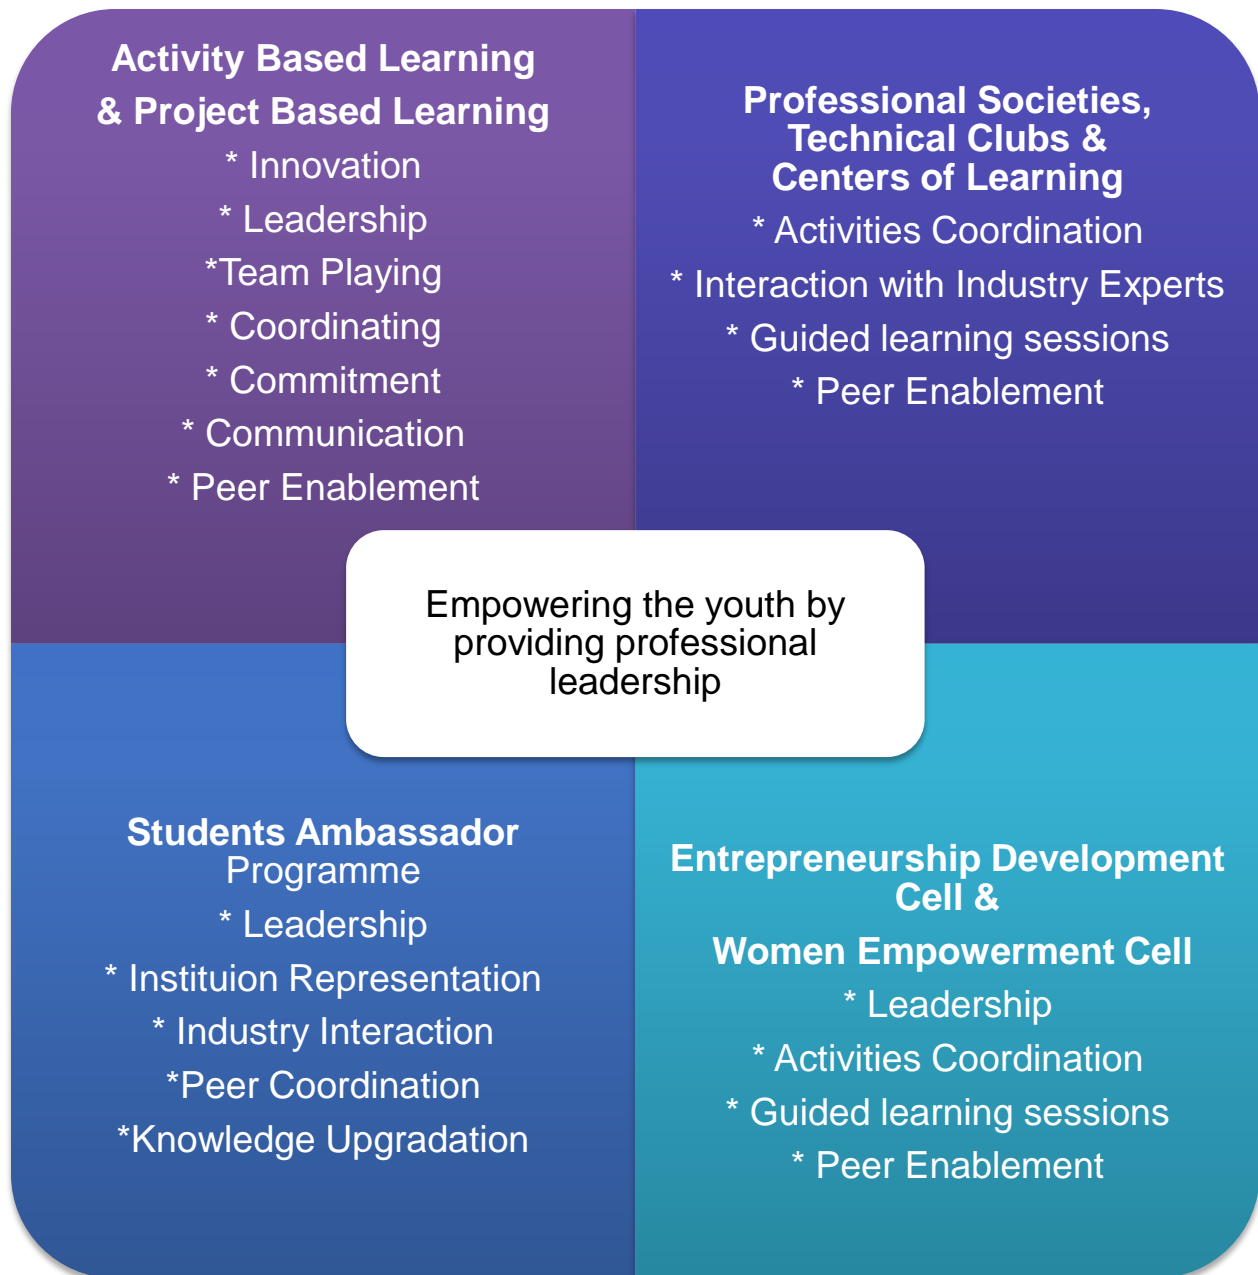 Activity Based Learning
& Project Based Learning
* Innovation
* Leadership
*Team Playing
* Coordinating
* Commitment
* Communication
* Peer Enablement
Professional Societies,
Technical Clubs &
Centers of Learning
* Activities Coordination
* Interaction with Industry Experts
* Guided learning sessions
* Peer Enablement
Empowering the youth by
providing professional
leadership
Students Ambassador
Programme
* Leadership
* Instituion Representation
* Industry Interaction
*Peer Coordination
*Knowledge Upgradation
Entrepreneurship Development
Cell &
Women Empowerment Cell
* Leadership
* Activities Coordination
* Guided learning sessions
* Peer Enablement